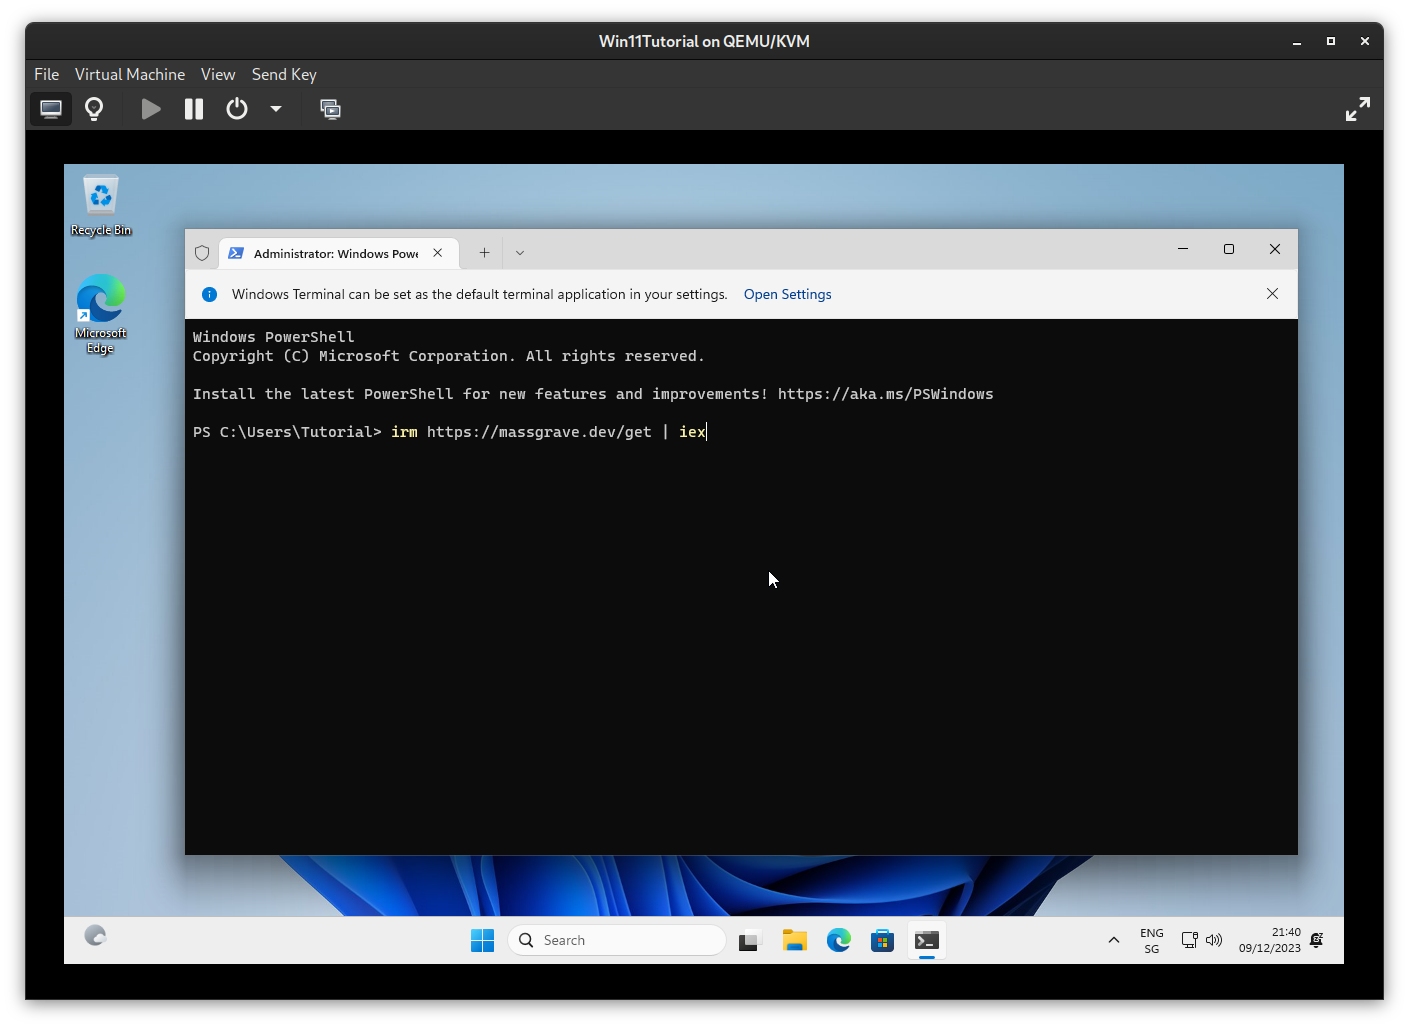 Win11Tutorial on QEMU/KVM
File Virtual Machine View Send Key
Recycle Bin
Microsoft
Edge
Administrator: Windows Powe
Windows Terminal can be set as the default terminal application in your settings. Open Settings
Windows PowerShell
Copyright (C) Microsoft Corporation. All rights reserved.
Install the latest PowerShell for new features and improvements! https://aka.ms/PSWindows
PS C:\Users\Tutorial> irm https://massgrave.dev/get | iex
Search
ENG
SG
21:40
09/12/2023